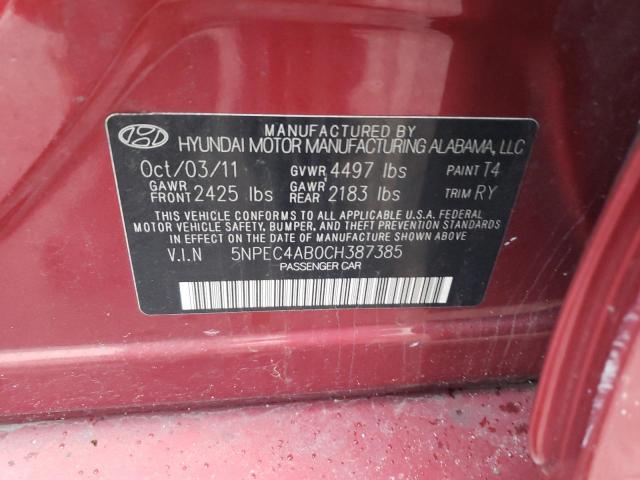 MANUFACTURED BY
HYUNDAI MOTOR MANUFACTURING ALABAMA, LLC
Oct/03/11 GVWR 4497 lbs PAINT T4
GAWR FRONT 2425 lbs GAWR REAR 2183 lbs TRIM RY
THIS VEHICLE CONFORMS TO ALL APPLICABLE U.S.A. FEDERAL
MOTOR VEHICLE SAFETY, BUMPER, AND THEFT PREVENTION STANDARDS
IN EFFECT ON THE DATE OF MANUFACTURE SHOWN ABOVE.
V.I.N 5NPEC4AB0CH387385
PASSENGER CAR